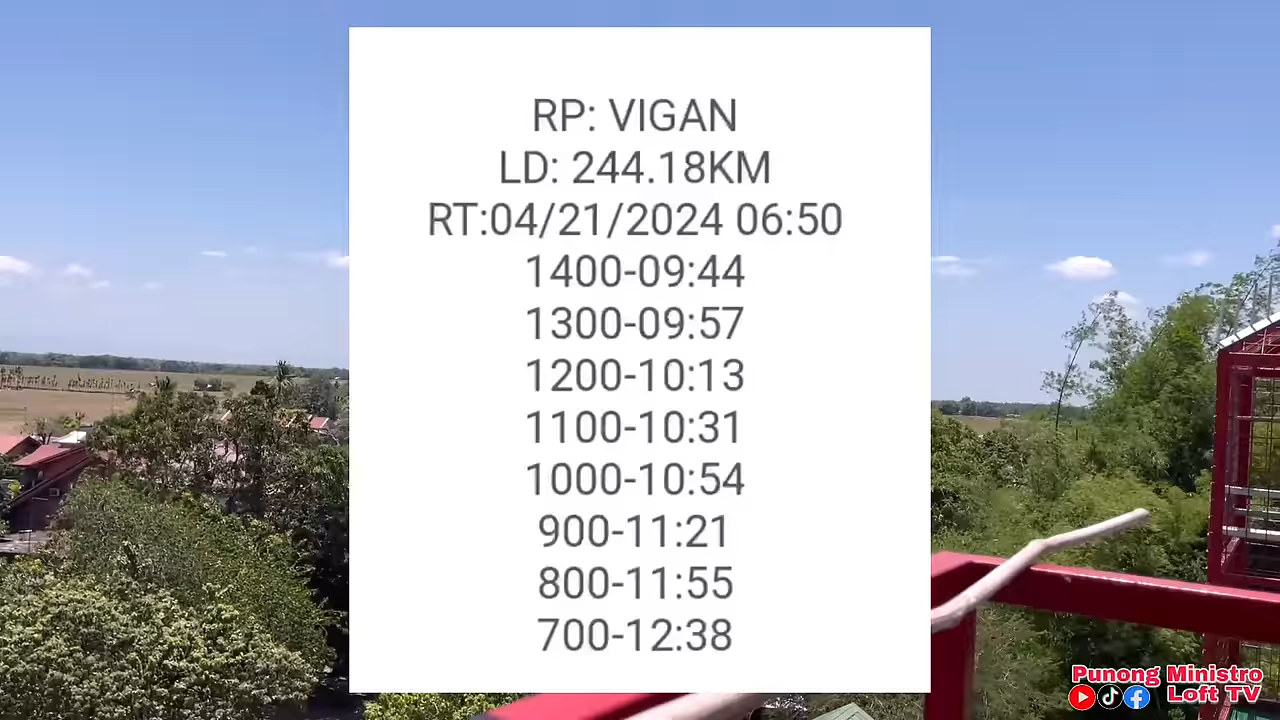 RP: VIGAN
LD: 244.18KM
RT:04/21/2024 06:50
1400-09:44
1300-09:57
1200-10:13
1100-10:31
1000-10:54
900-11:21
800-11:55
700-12:38
Punong Ministro
Loft TV